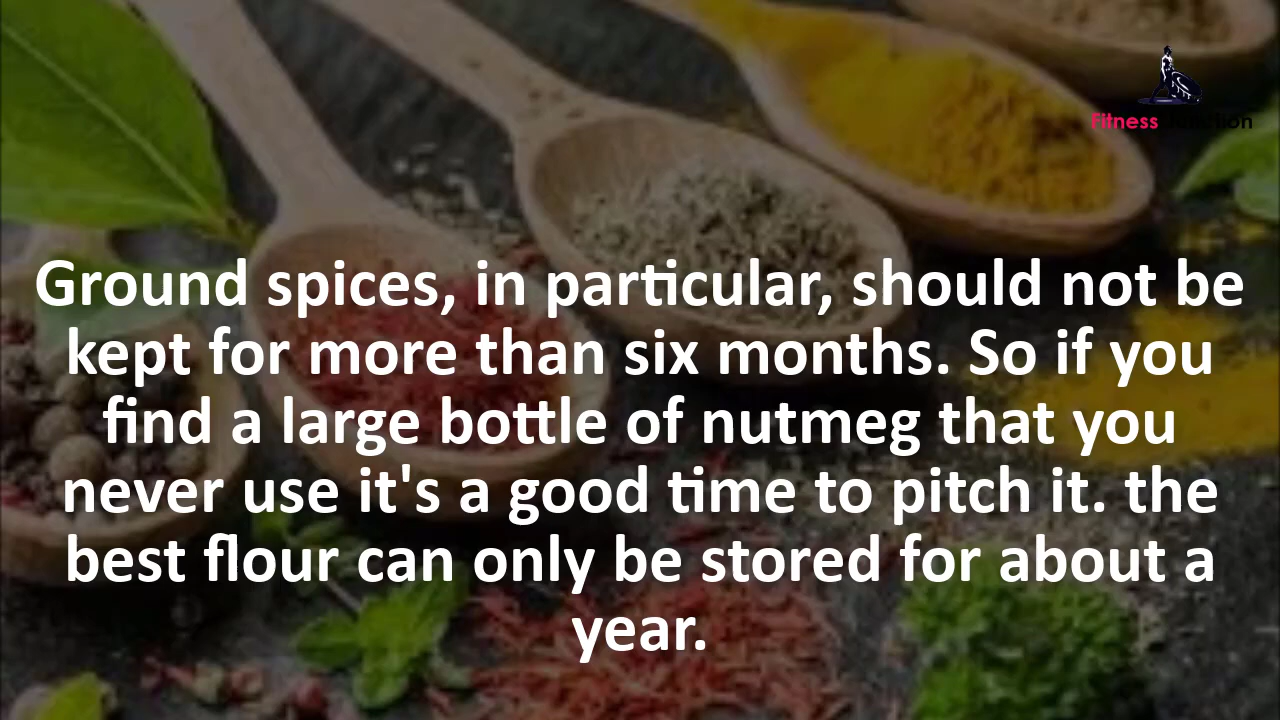 Fitness
Ground spices, in particular, should not be
kept for more than six months. So if you
find a large bottle of nutmeg that you
never use it's a good time to pitch it. the
best flour can only be stored for about a
year.